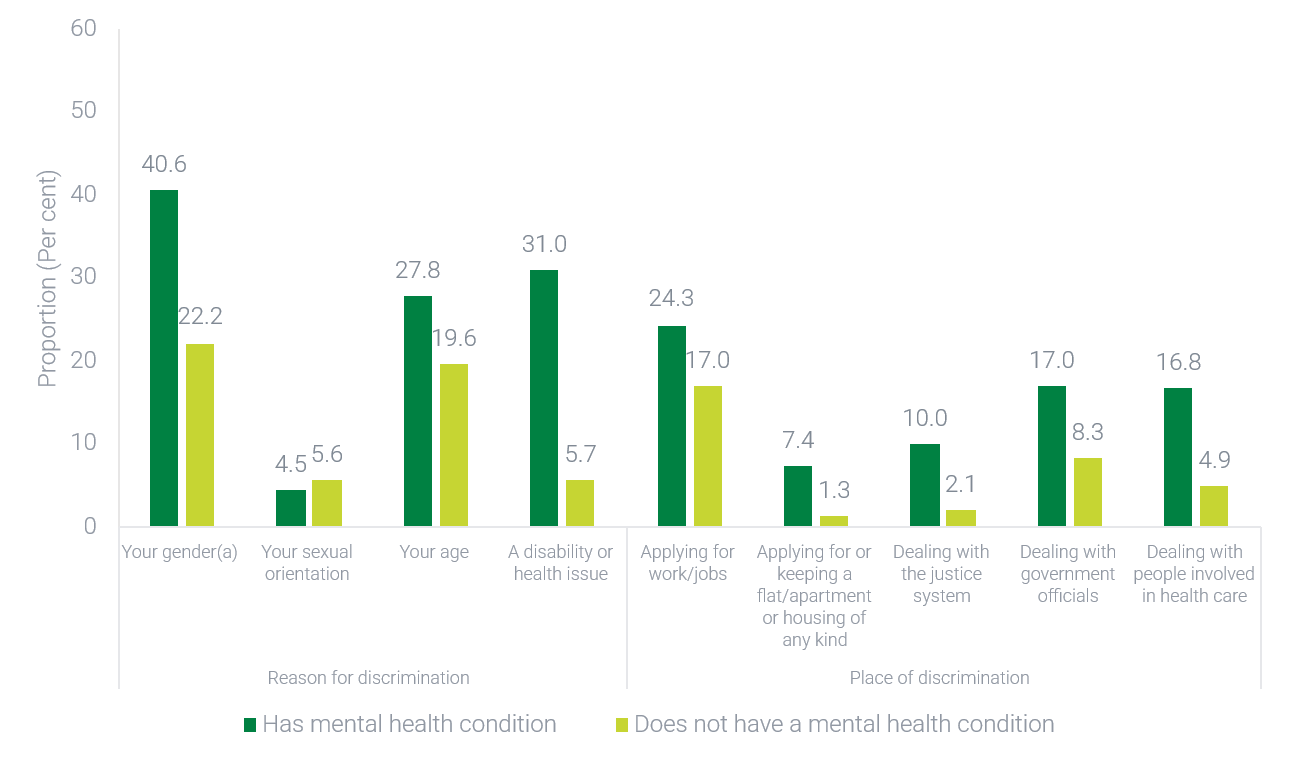 60
50
40
30
20
10
0
Proportion (Per cent)
40.6
22.2
4.5
5.6
27.8
19.6
31.0
5.7
24.3
17.0
7.4
1.3
10.0
2.1
17.0
8.3
16.8
4.9
Your gender(a)
Your sexual
orientation
Your age
A disability or
health issue
Applying for
work/jobs
Applying for or
keeping a
flat/apartment
or housing of
any kind
Dealing with
the justice
system
Dealing with
government
officials
Dealing with
people involved
in health care
Reason for discrimination
Place of discrimination
Has mental health condition
Does not have a mental health condition